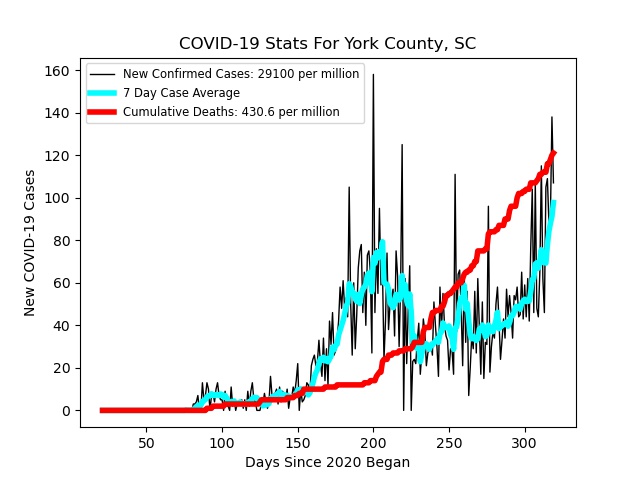 COVID-19 Stats For York County, SC
New Confirmed Cases: 29100 per million
7 Day Case Average
Cumulative Deaths: 430.6 per million
New COVID-19 Cases
160
140
120
100
80
60
40
20
0
50 100 150 200 250 300
Days Since 2020 Began